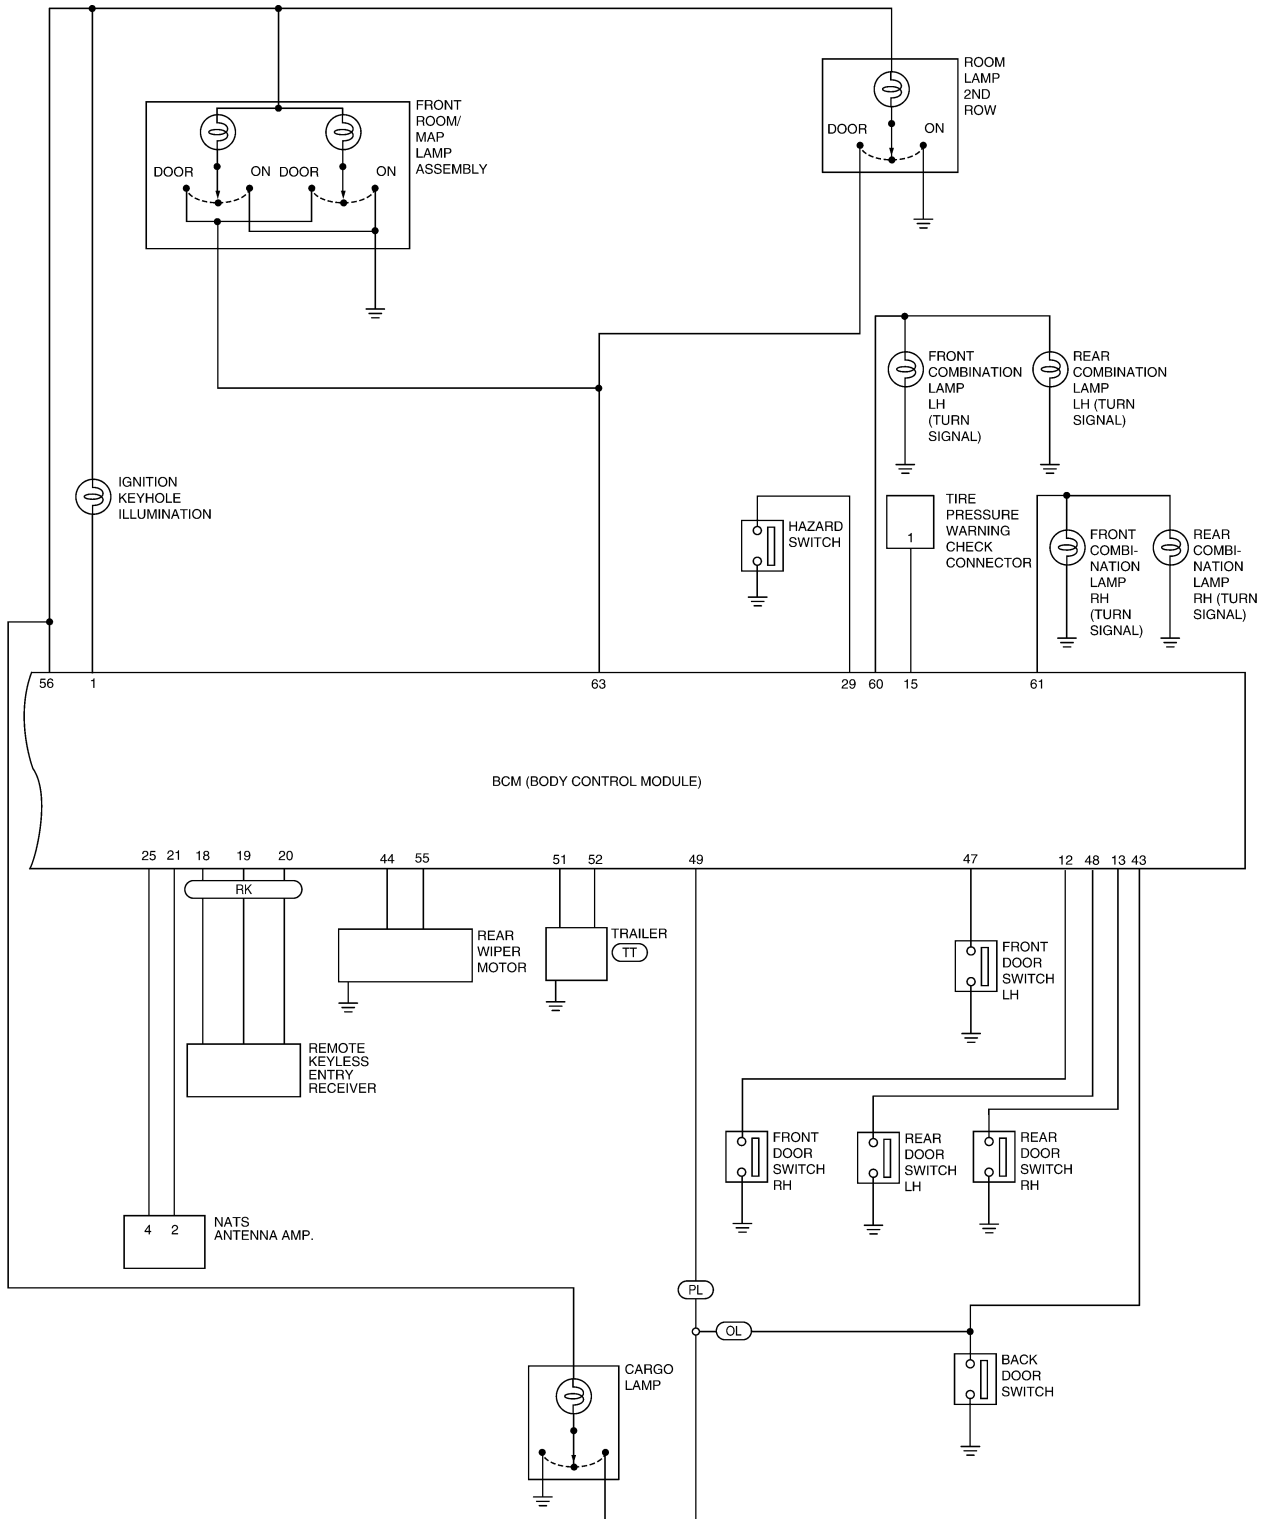 ROOM
LAMP
2ND
ROW
DOOR
ON
FRONT
ROOM/
MAP
LAMP
ASSEMBLY
DOOR
ON
DOOR
ON
FRONT
COMBINATION
LAMP
LH
(TURN
SIGNAL)
REAR
COMBINATION
LAMP
LH (TURN
SIGNAL)
IGNITION
KEYHOLE
ILLUMINATION
HAZARD
SWITCH
1
TIRE
PRESSURE
WARNING
CHECK
CONNECTOR
FRONT
COMBI-
NATION
LAMP
RH
(TURN
SIGNAL)
REAR
COMBI-
NATION
LAMP
RH (TURN
SIGNAL)
56
1
63
29
60
15
61
BCM (BODY CONTROL MODULE)
25
21
18
19
20
44
55
51
52
49
47
12
48
13
43
RK
REAR
WIPER
MOTOR
TRAILER
TT
FRONT
DOOR
SWITCH
LH
REMOTE
KEYLESS
ENTRY
RECEIVER
FRONT
DOOR
SWITCH
RH
REAR
DOOR
SWITCH
LH
REAR
DOOR
SWITCH
RH
4
2
NATS
ANTENNA AMP.
PL
OL
CARGO
LAMP
BACK
DOOR
SWITCH